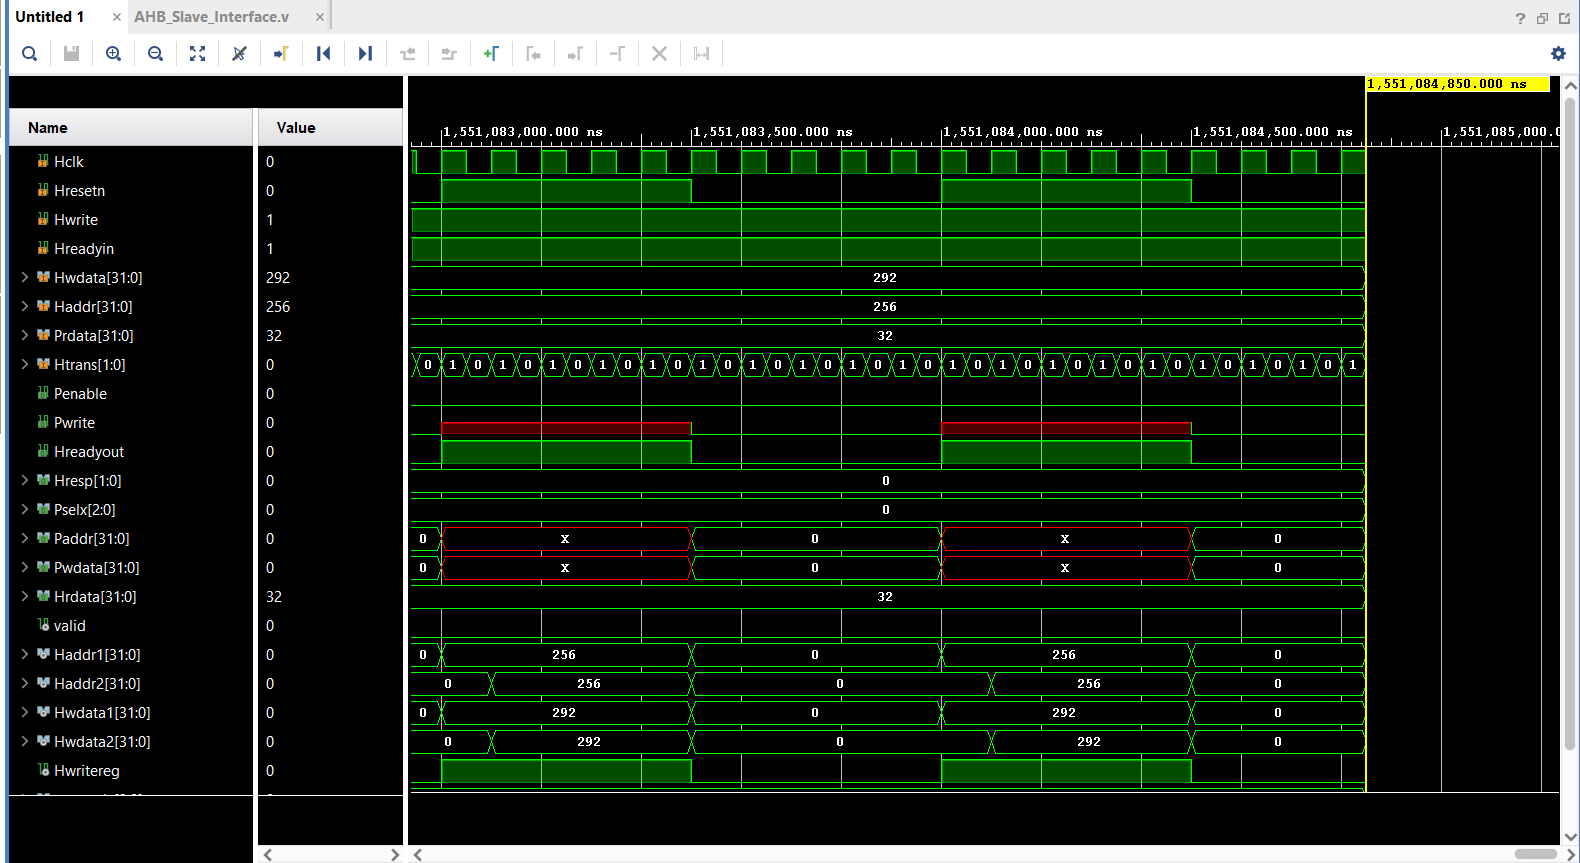 Untitled 1 × AHB_Slave_Interface.v ×
?
1,551,084,850.000 ns
Name Value
1,551,083,000.000 ns 1,551,083,500.000 ns 1,551,084,000.000 ns 1,551,084,500.000 ns 1,551,085,000.0
Hclk 0
Hresetn 0
Hwrite 1
Hreadyin 1
Hwdata[31:0] 292 292
Haddr[31:0] 256 256
Prdata[31:0] 32 32
Htrans[1:0] 0 0 1 0 1 0 1 0 1 0 1 0 1 0 1 0 1 0 1 0 1 0 1 0 1 0 1 0 1 0 1 0 1 0 1 0 1 0 1
Penable 0
Pwrite 0
Hreadyout 0
Hresp[1:0] 0 0
Pselx[2:0] 0 0
Paddr[31:0] 0 0 X 0 X 0
Pwdata[31:0] 0 0 X 0 X 0
Hrdata[31:0] 32 32
valid 0
Haddr1[31:0] 0 0 256 0 256 0
Haddr2[31:0] 0 0 256 0 256 0
Hwdata1[31:0] 0 0 292 0 292 0
Hwdata2[31:0] 0 0 292 0 292 0
Hwritereg 0